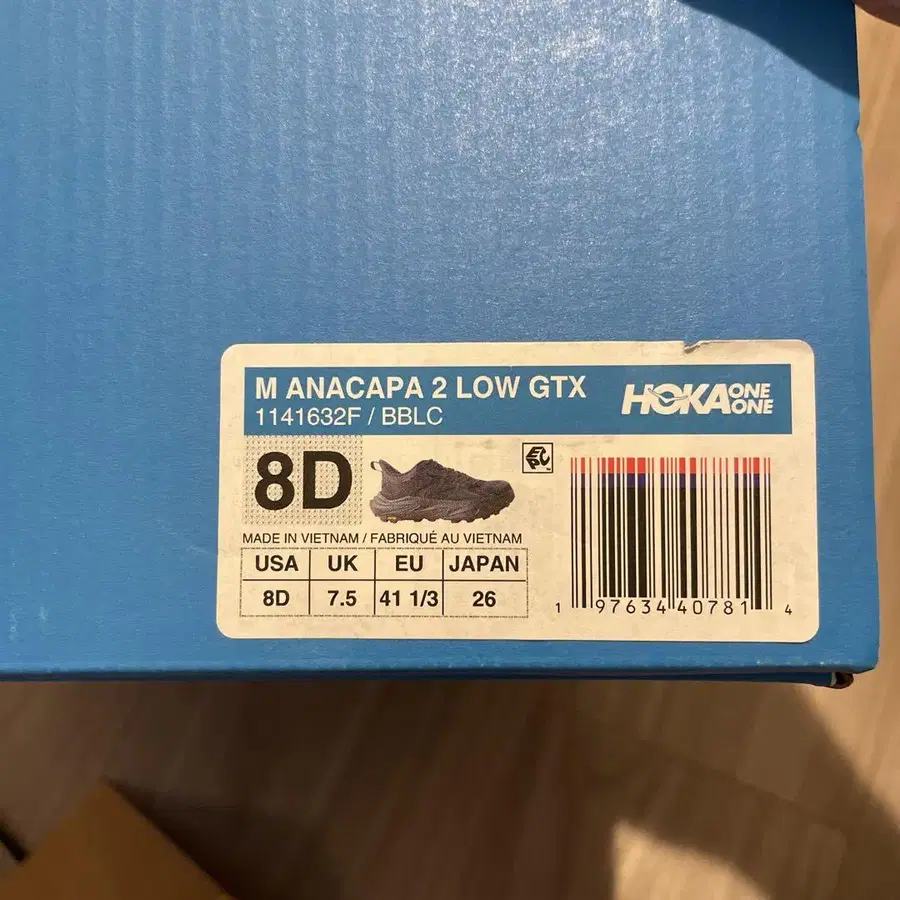 M ANACAPA 2 LOW GTX
1141632F / BBLC
HOKA ONE ONE
8D
EPC
MADE IN VIETNAM / FABRIQUÉ AU VIETNAM
USA UK EU JAPAN
8D 7.5 41 1/3 26
1 97634 40781 4